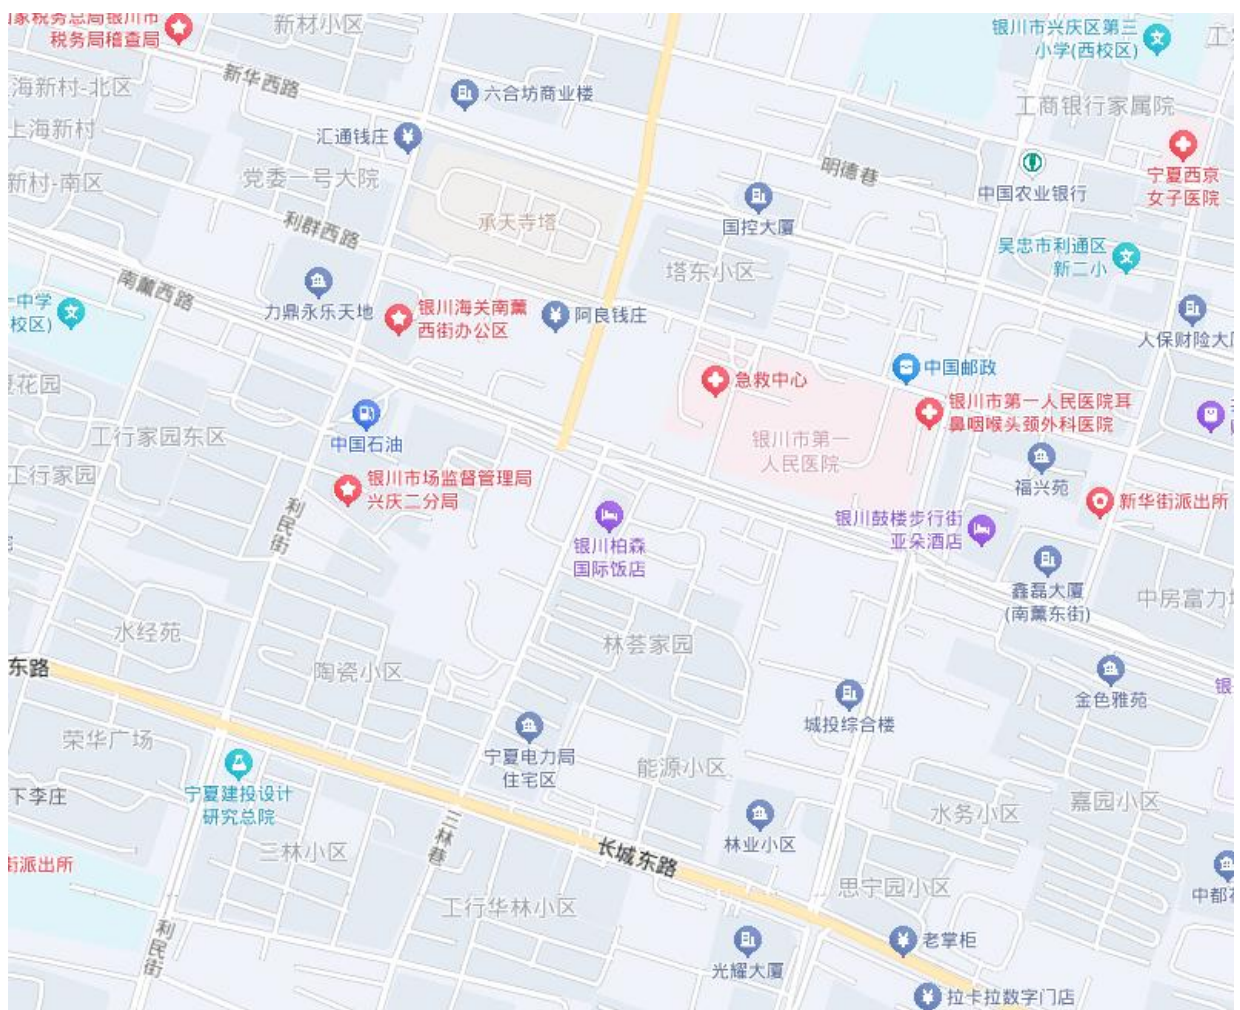 家税务总局银川市
税务局稽查局
新材小区
银川市兴庆区第三
小学(西校区)
新华西路
海新村-北区
六合坊商业楼
工商银行家属院
上海新村
汇通钱庄
明德巷
中国农业银行
宁夏西京
女子医院
新村-南区
党委一号大院
利群西路
承天寺塔
国控大厦
吴忠市利通区
新二小
塔东小区
南薰西路
中学
校区)
力鼎永乐天地
银川海关南薰
西街办公区
阿良钱庄
人保财险大
急救中心
中国邮政
花园
银川市第一人民医院耳
鼻咽喉头颈外科医院
工行家园东区
中国石油
银川市第一
人民医院
工行家园
银川市场监督管理局
兴庆二分局
福兴苑
新华街派出所
利民街
银川柏森
国际饭店
银川鼓楼步行街
亚朵酒店
鑫磊大厦
(南薰东街)
中房富力
水经苑
林荟家园
东路
陶瓷小区
金色雅苑
银
城投综合楼
荣华广场
宁夏电力局
住宅区
能源小区
下李庄
宁夏建投设计
研究总院
水务小区
嘉园小区
三林巷
林业小区
三林小区
长城东路
街派出所
思宁园小区
中都
工行华林小区
利民街
光耀大厦
老掌柜
拉卡拉数字门店